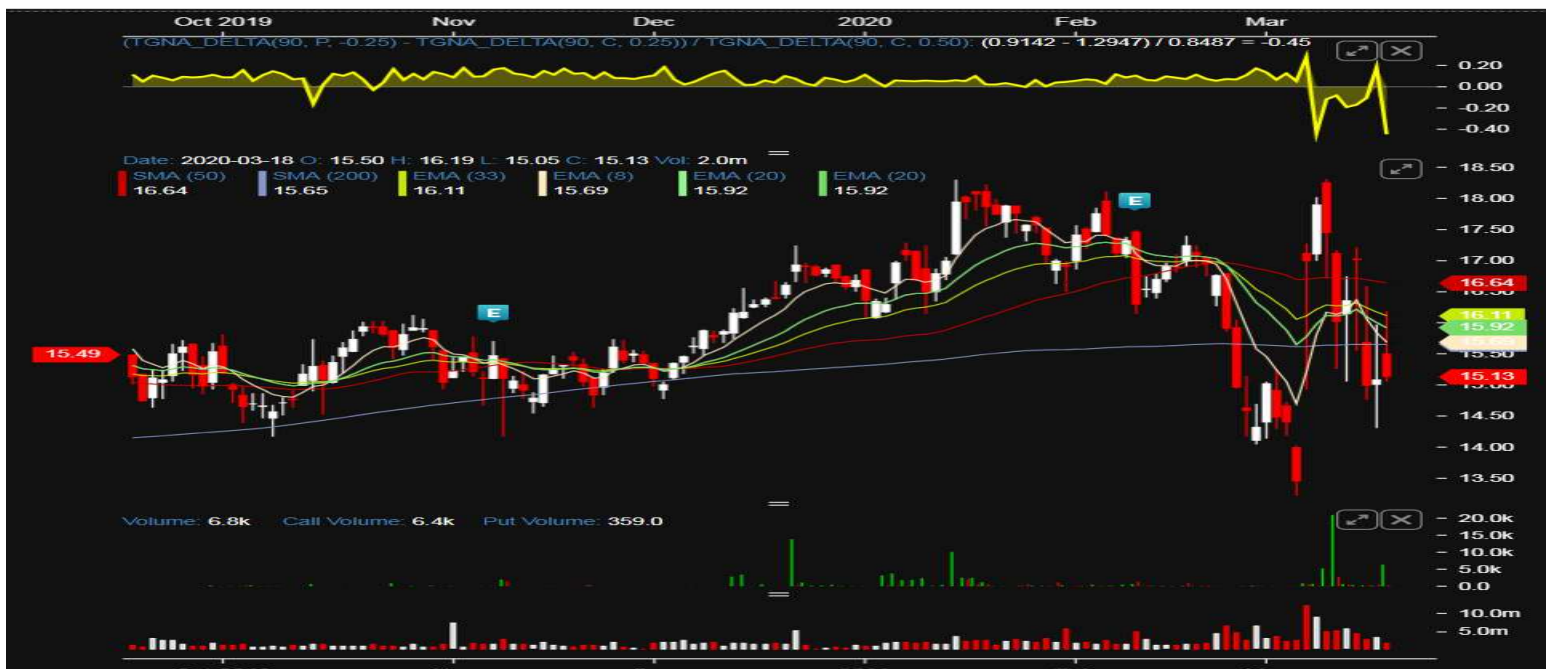 Oct 2019 Nov Dec 2020 Feb Mar
(TGNA_DELTA(90, P, -0.25) - TGNA_DELTA(90, C, 0.25)) / TGNA_DELTA(90, C, 0.50): (0.9142 - 1.2947) / 0.8487 = -0.45
0.20
0.00
-0.20
-0.40
Date: 2020-03-18 O: 15.50 H: 16.19 L: 15.05 C: 15.13 Vol: 2.0m
SMA (50) SMA (200) EMA (33) EMA (8) EMA (20) EMA (20)
16.64 15.65 16.11 15.69 15.92 15.92
18.50
18.00
E
17.50
17.00
16.64
16.50
E
16.11
15.92
15.49
15.50
15.13
15.00
14.50
14.00
13.50
Volume: 6.8k Call Volume: 6.4k Put Volume: 359.0
20.0k
15.0k
10.0k
5.0k
0.0
10.0m
5.0m